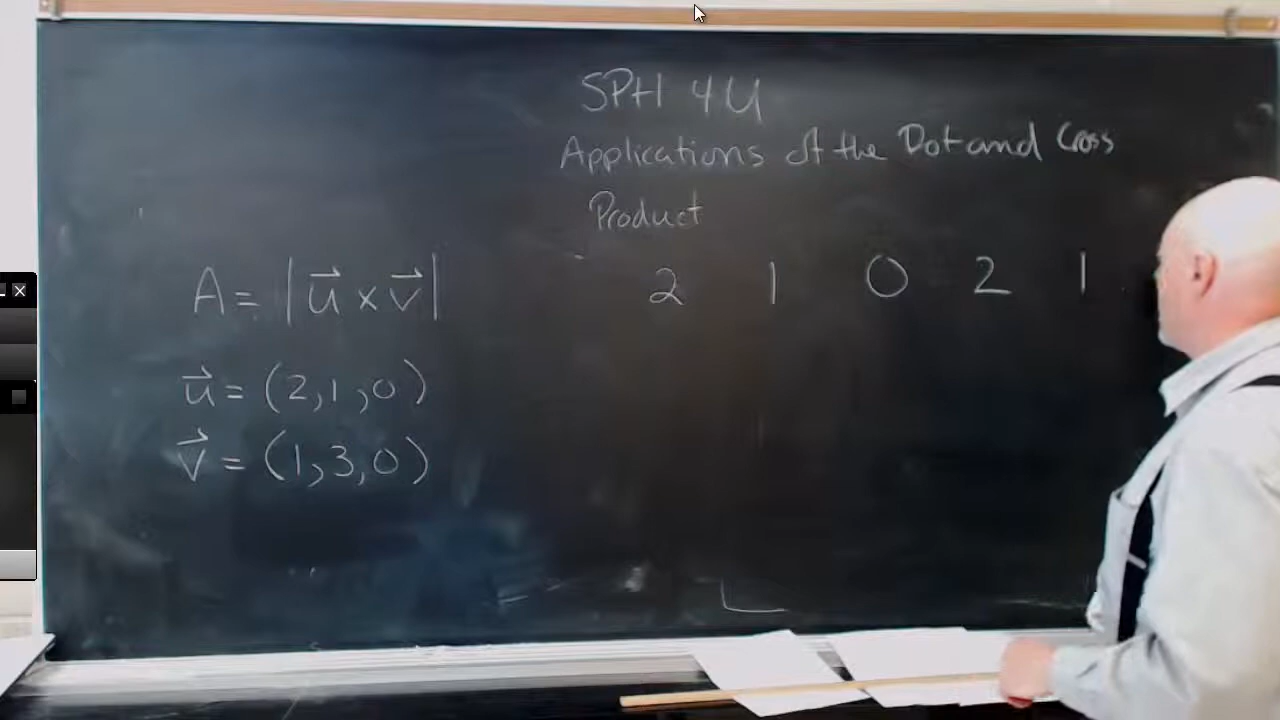 SPH 4U
Applications of the Dot and Cross
Product
A = |u⃗ × v⃗|
2 1 0 2 1
u⃗ = (2,1,0)
v⃗ = (1,3,0)